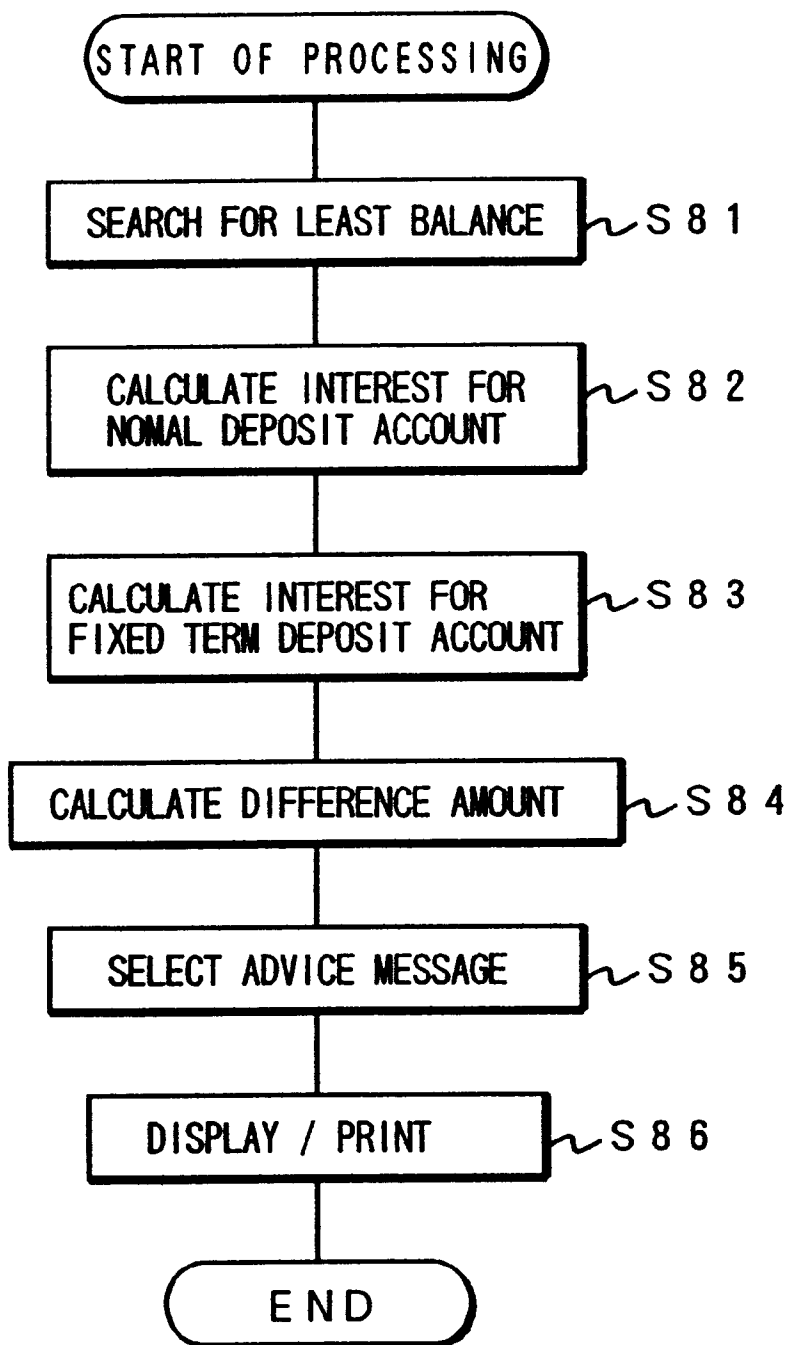 START OF PROCESSING
SEARCH FOR LEAST BALANCE
S81
CALCULATE INTEREST FOR
NOMAL DEPOSIT ACCOUNT
S82
CALCULATE INTEREST FOR
FIXED TERM DEPOSIT ACCOUNT
S83
CALCULATE DIFFERENCE AMOUNT
S84
SELECT ADVICE MESSAGE
S85
DISPLAY / PRINT
S86
END